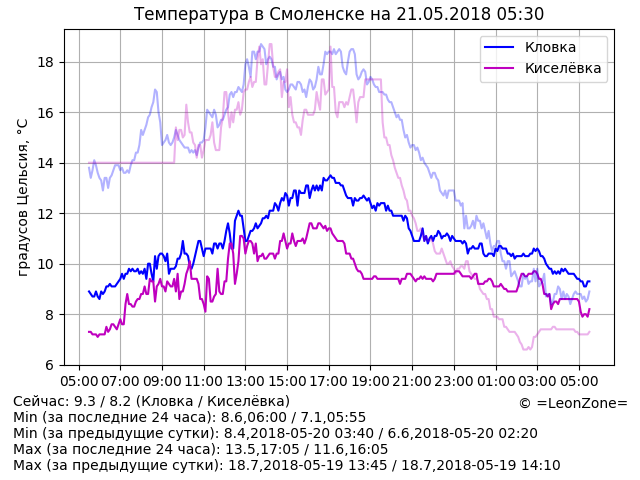 Температура в Смоленске на 21.05.2018 05:30
градусов Цельсия, °C
18
16
14
12
10
8
6
Кловка
Киселёвка
05:00 07:00 09:00 11:00 13:00 15:00 17:00 19:00 21:00 23:00 01:00 03:00 05:00
Сейчас: 9.3 / 8.2 (Кловка / Киселёвка)
© =LeonZone=
Min (за последние 24 часа): 8.6,06:00 / 7.1,05:55
Min (за предыдущие сутки): 8.4,2018-05-20 03:40 / 6.6,2018-05-20 02:20
Max (за последние 24 часа): 13.5,17:05 / 11.6,16:05
Max (за предыдущие сутки): 18.7,2018-05-19 13:45 / 18.7,2018-05-19 14:10